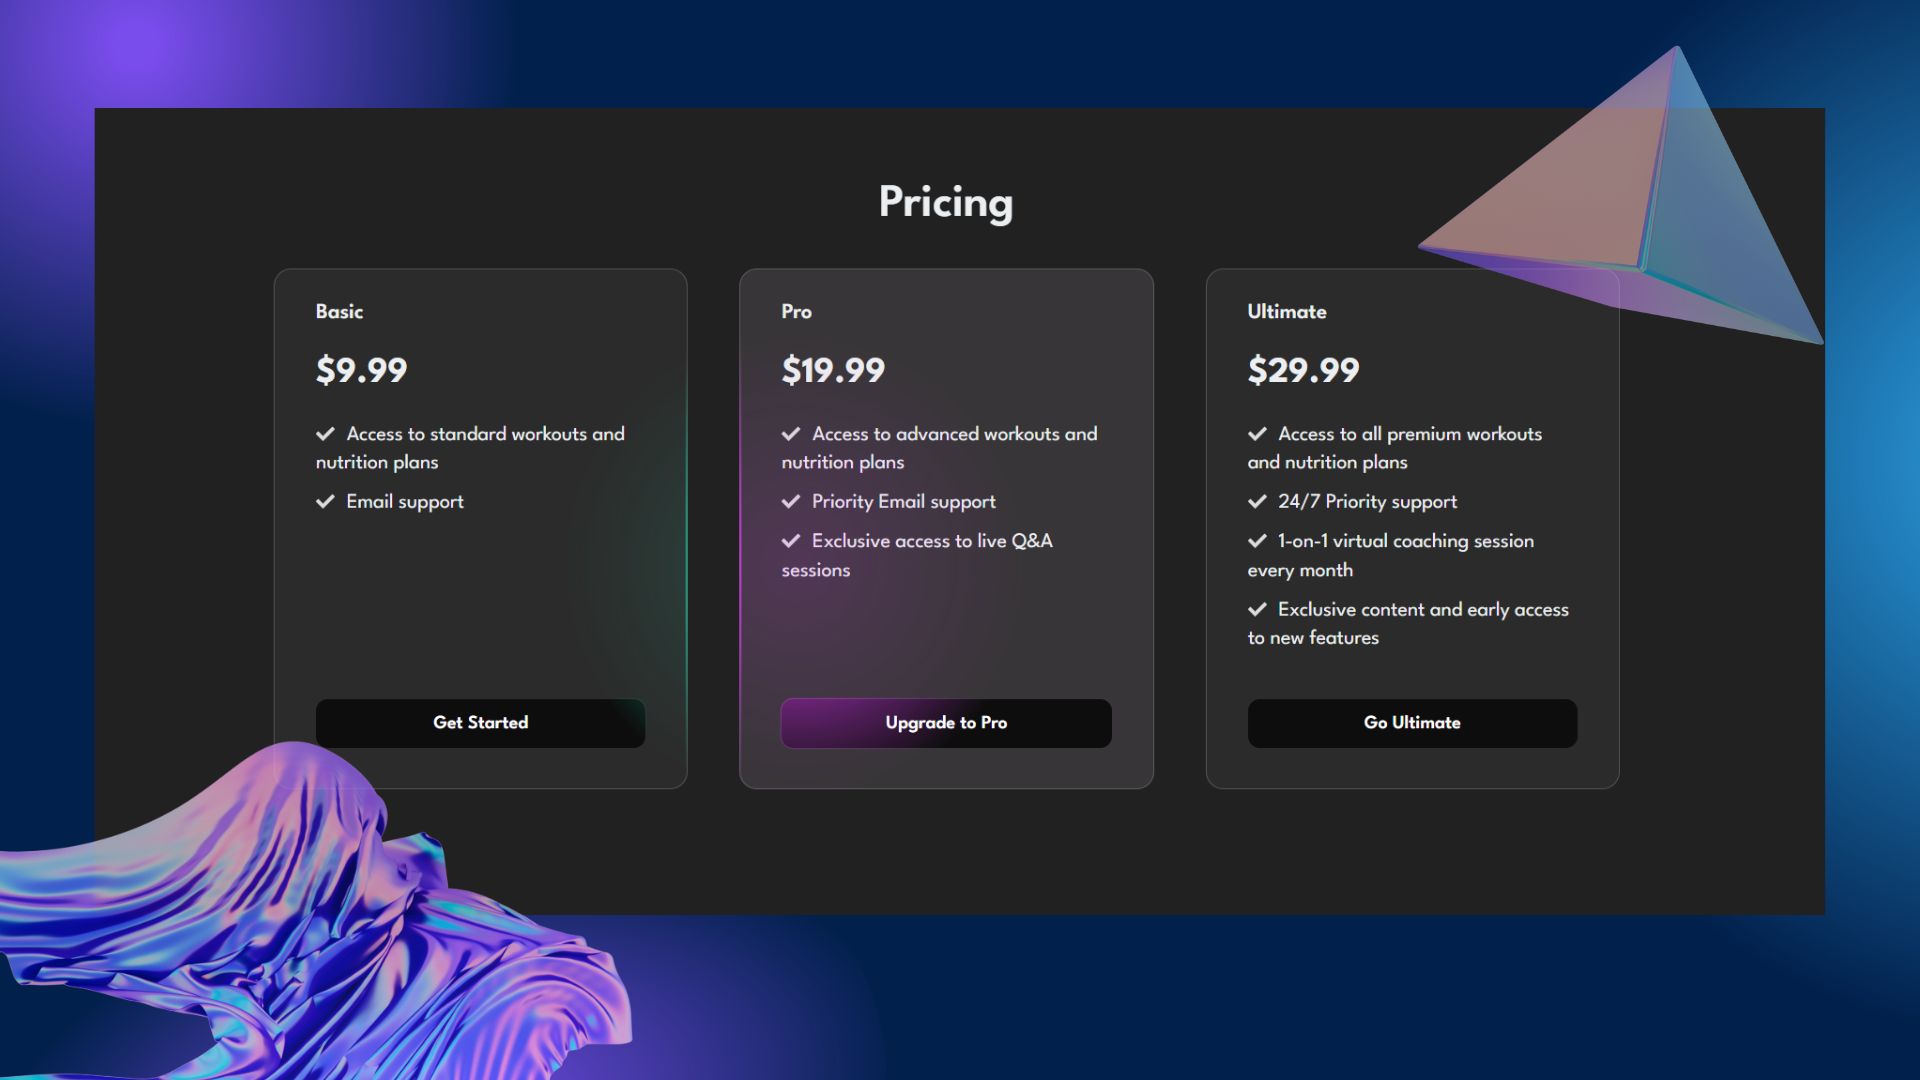 Pricing
Basic
$9.99
Access to standard workouts and
nutrition plans
Email support
Get Started
Pro
$19.99
Access to advanced workouts and
nutrition plans
Priority Email support
Exclusive access to live Q&A
sessions
Upgrade to Pro
Ultimate
$29.99
Access to all premium workouts
and nutrition plans
24/7 Priority support
1-on-1 virtual coaching session
every month
Exclusive content and early access
to new features
Go Ultimate